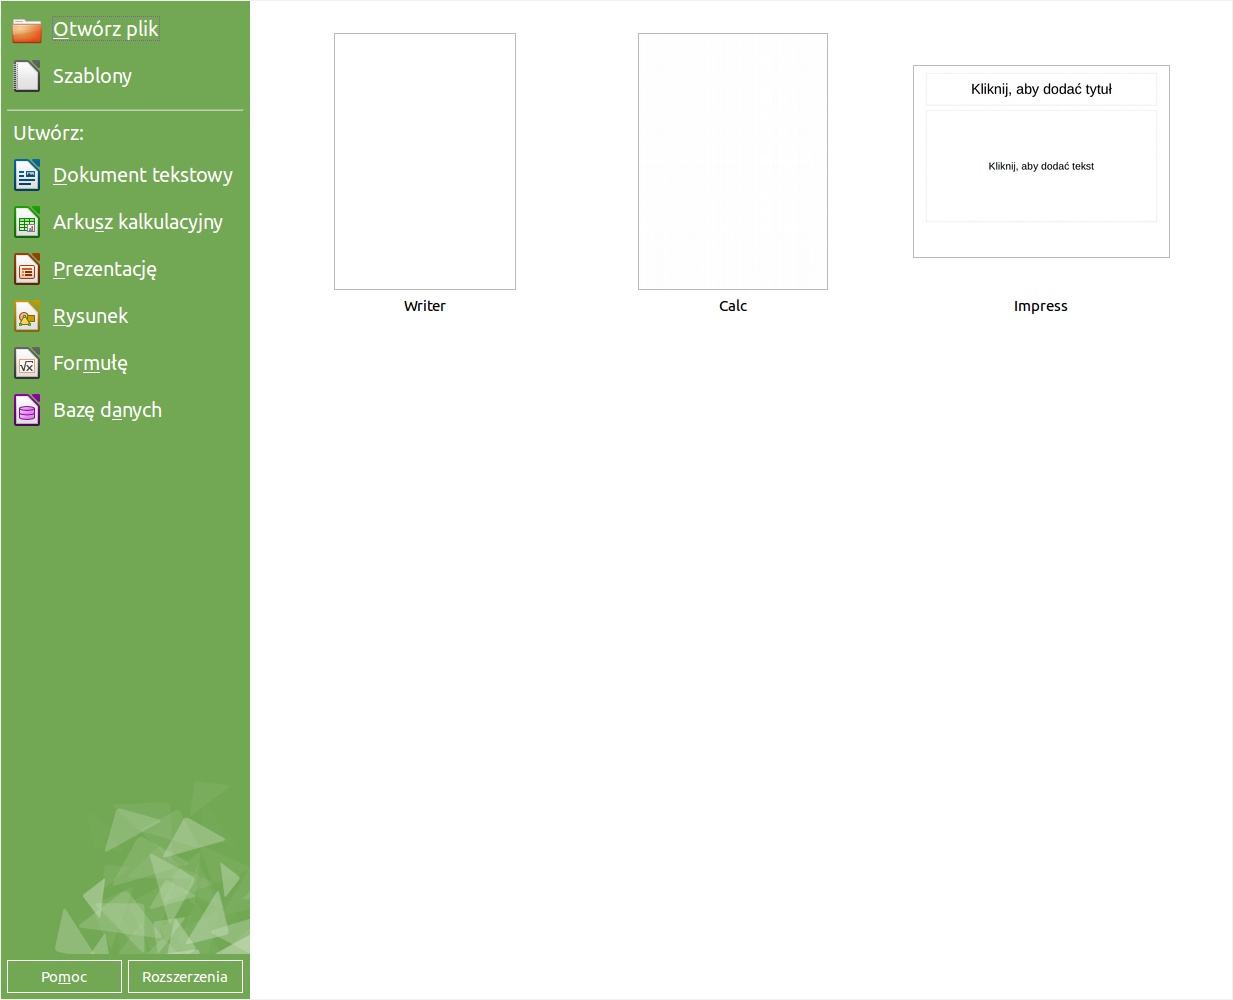 Otwórz plik
Szablony
Utwórz:
Dokument tekstowy
Arkusz kalkulacyjny
Prezentację
Rysunek
Formułę
Bazę danych
Pomoc
Rozszerzenia
Writer
Calc
Kliknij, aby dodać tytuł
Kliknij, aby dodać tekst
Impress